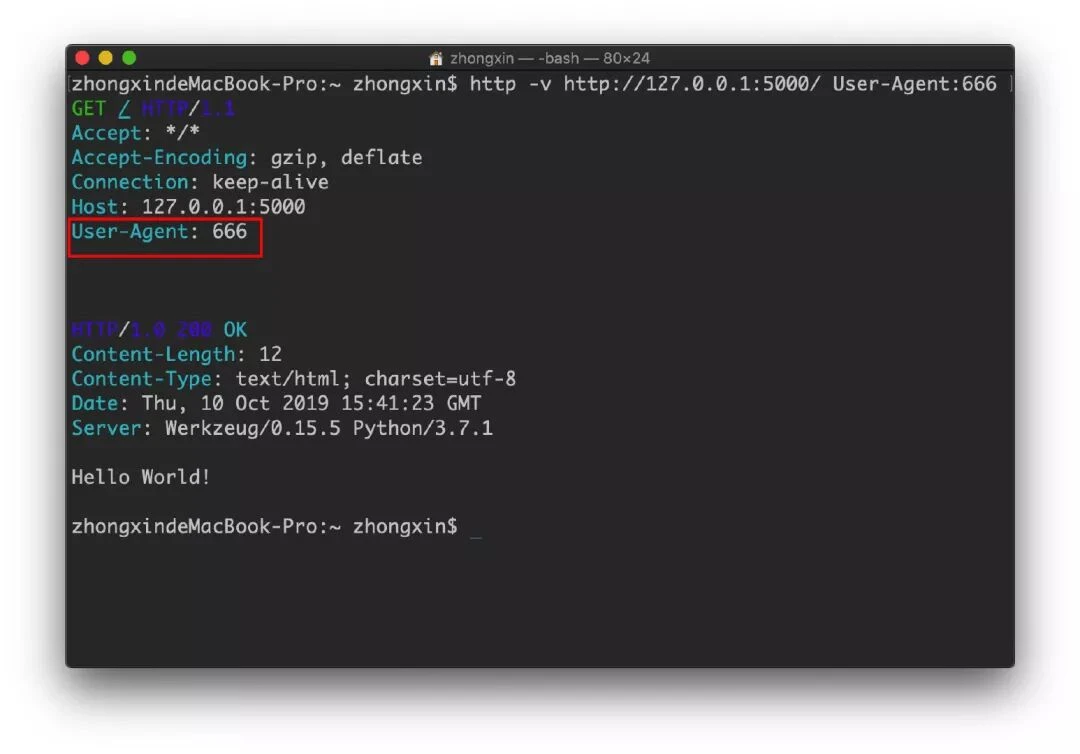 zhongxin — -bash — 80×24
zhongxindeMacBook-Pro:~ zhongxin$ http -v http://127.0.0.1:5000/ User-Agent:666
GET / HTTP/1.1
Accept: */*
Accept-Encoding: gzip, deflate
Connection: keep-alive
Host: 127.0.0.1:5000
User-Agent: 666
HTTP/1.0 200 OK
Content-Length: 12
Content-Type: text/html; charset=utf-8
Date: Thu, 10 Oct 2019 15:41:23 GMT
Server: Werkzeug/0.15.5 Python/3.7.1
Hello World!
zhongxindeMacBook-Pro:~ zhongxin$ _